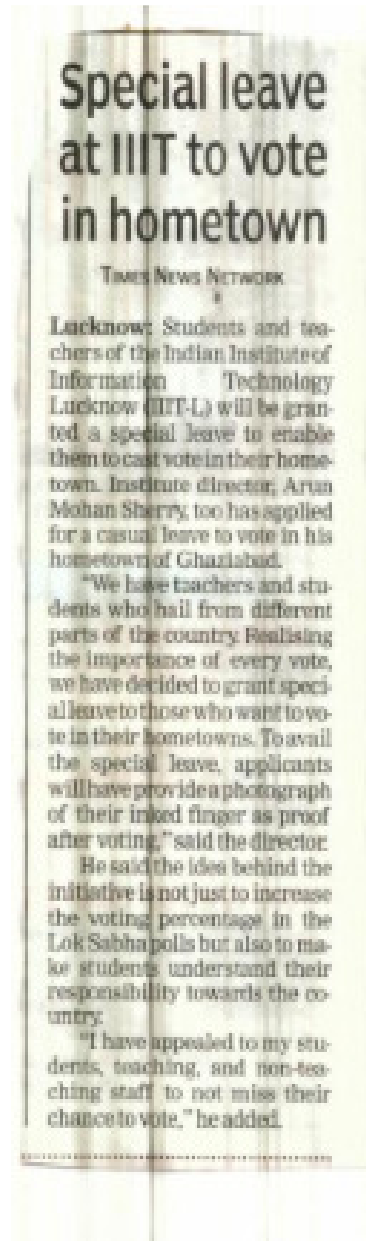 Special leave
at IIIT to vote
in hometown
TIMES NEWS NETWORK
Lucknow: Students and tea-
chers of the Indian Institute of
Information Technology
Lucknow (IIIT-L) will be gran-
ted a special leave to enable
them to cast vote in their home-
town. Institute director, Arun
Mohan Sherry, too has applied
for a casual leave to vote in his
hometown of Ghaziabad.
"We have teachers and stu-
dents who hail from different
parts of the country. Realising
the importance of every vote,
we have decided to grant speci-
al leave to those who want to vo-
te in their hometowns. To avail
the special leave, applicants
will have provide a photograph
of their inked finger as proof
after voting," said the director.
He said the idea behind the
initiative is not just to increase
the voting percentage in the
Lok Sabha polls but also to ma-
ke students understand their
responsibility towards the co-
untry.
"I have appealed to my stu-
dents, teaching, and non-tea-
ching staff to not miss their
chance to vote," he added.